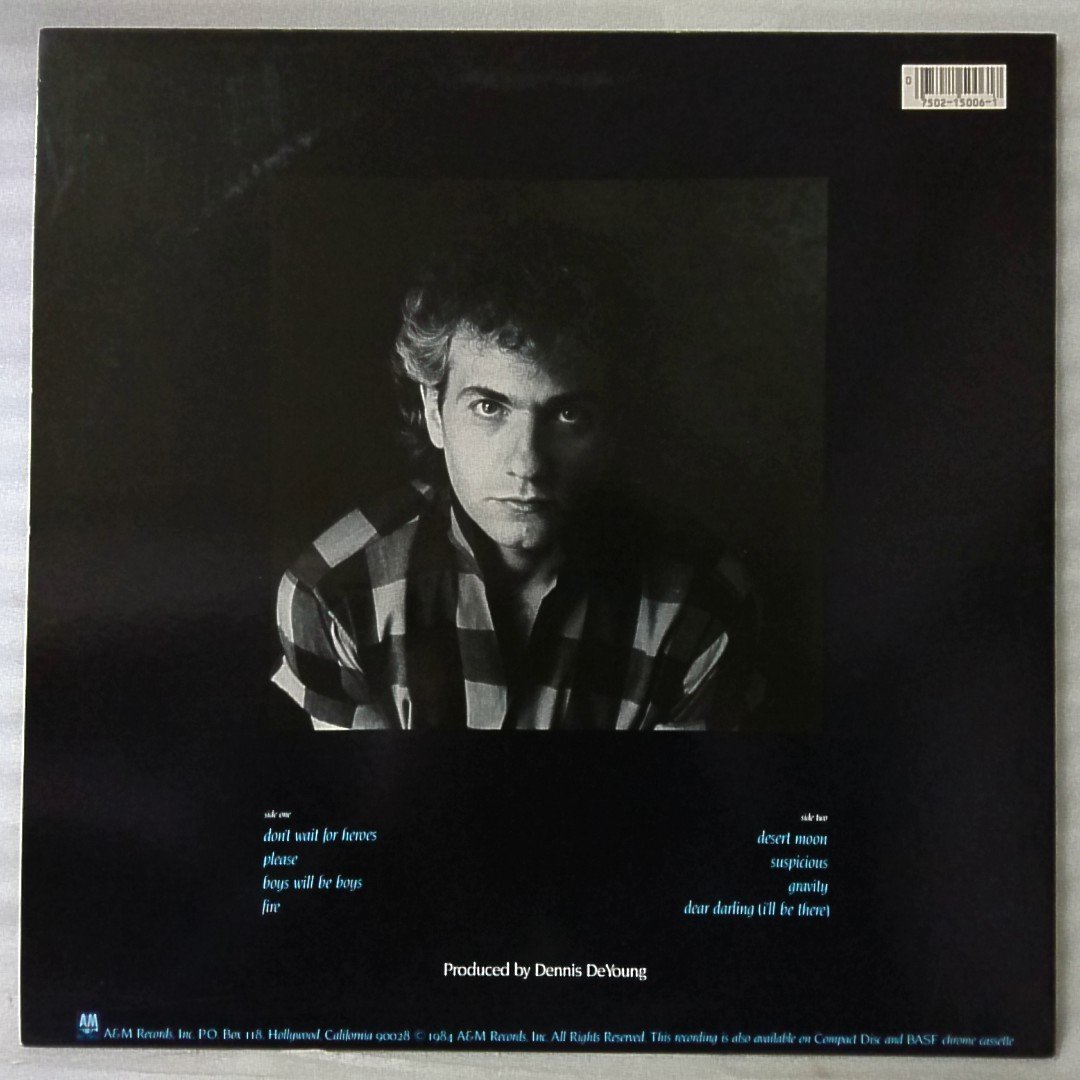 0
7502-15006-1
side one
don't wait for heroes
please
boys will be boys
fire
side two
desert moon
suspicious
gravity
dear darling (i'll be there)
Produced by Dennis DeYoung
AM
A&M Records, Inc. P.O. Box 118, Hollywood, California 90028 © 1984 A&M Records, Inc. All Rights Reserved. This recording is also available on Compact Disc and BASF chrome cassette